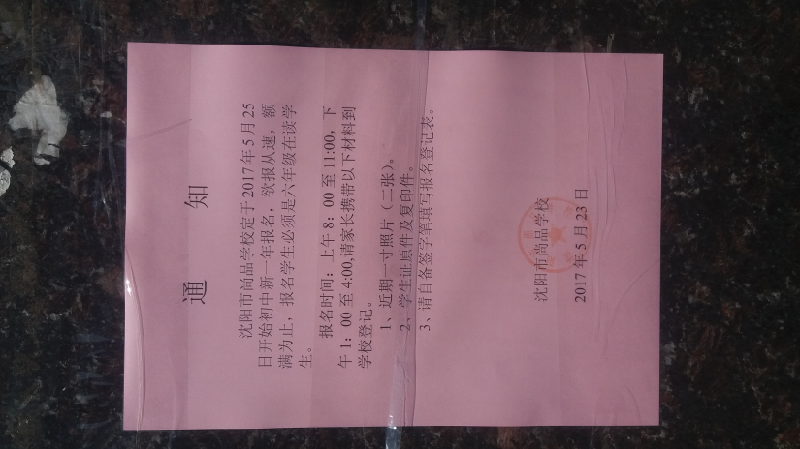 通知
沈阳市尚品学校定于2017年5月25
日开始初中新一年报名，欲报从速，额
满为止，报名学生必须是六年级在读学
生。
报名时间：上午8：00至11:00，下
午1：00至4:00,请家长携带以下材料到
学校登记。
1、近期一寸照片（二张）。
2、学生证原件及复印件。
3、请自备签字笔填写报名登记表。
沈阳市尚品学校
2017年5月23日